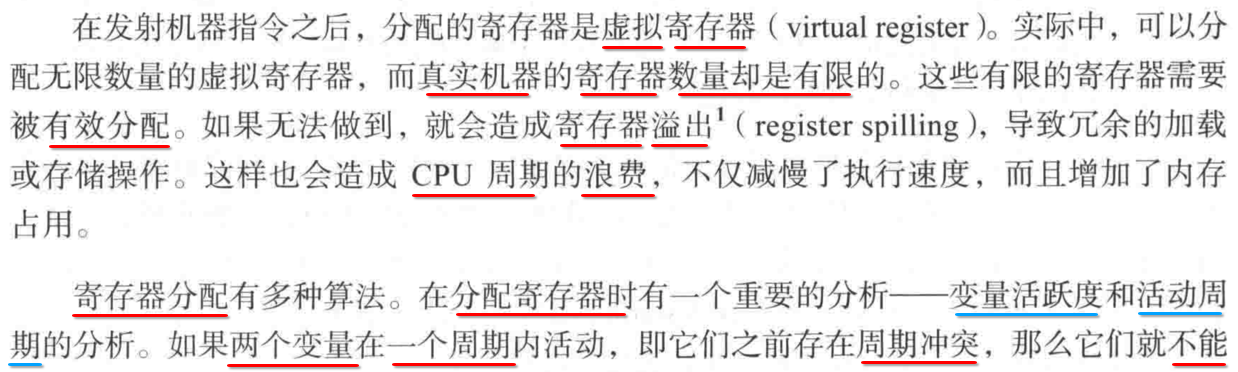 在发射机器指令之后，分配的寄存器是虚拟寄存器（virtual register）。实际中，可以分
配无限数量的虚拟寄存器，而真实机器的寄存器数量却是有限的。这些有限的寄存器需要
被有效分配。如果无法做到，就会造成寄存器溢出1（register spilling），导致冗余的加载
或存储操作。这样也会造成 CPU 周期的浪费，不仅减慢了执行速度，而且增加了内存
占用。
寄存器分配有多种算法。在分配寄存器时有一个重要的分析——变量活跃度和活动周
期的分析。如果两个变量在一个周期内活动，即它们之前存在周期冲突，那么它们就不能